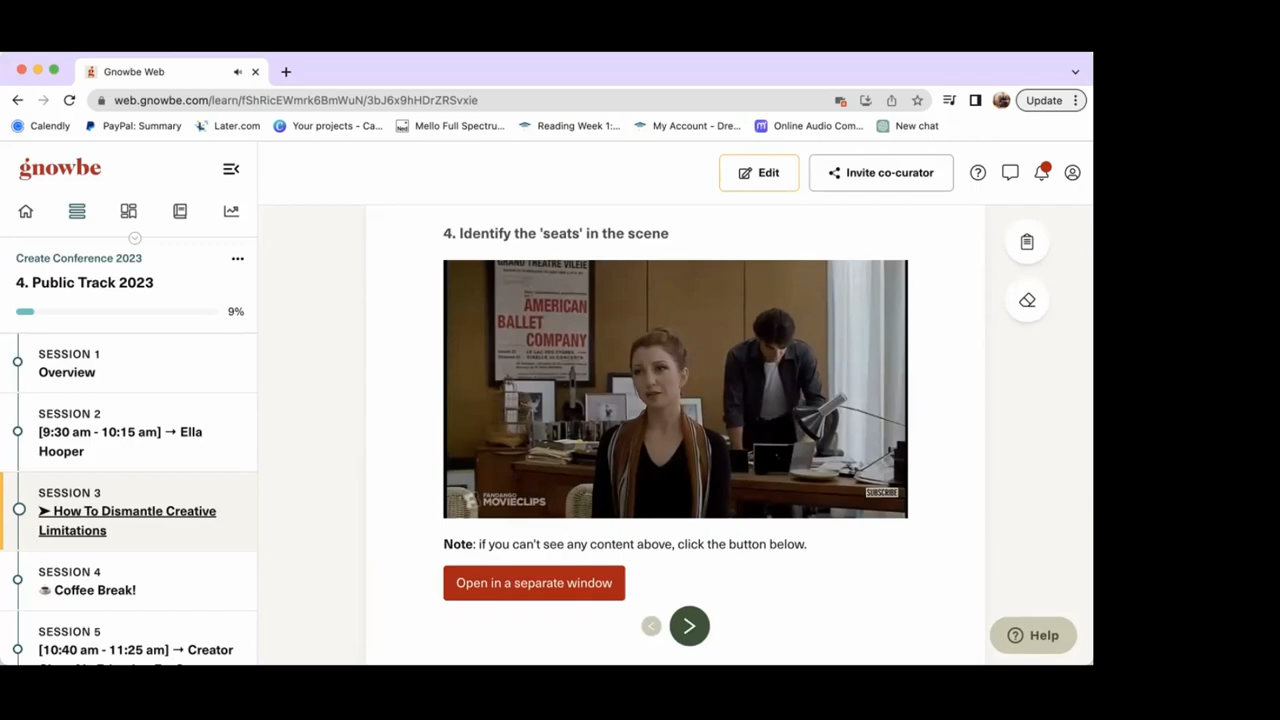 Gnowbe Web
web.gnowbe.com/learn/fShRicEWmrk6BmWuN/3bJ6x9hHDrZRSvxie
Update
Calendly
PayPal: Summary
Later.com
Your projects - Ca...
Mello Full Spectru...
Reading Week 1:...
My Account - Dre...
Online Audio Com...
New chat
gnowbe
Edit
Invite co-curator
Create Conference 2023
4. Public Track 2023
9%
SESSION 1
Overview
SESSION 2
[9:30 am - 10:15 am] → Ella
Hooper
SESSION 3
➤ How To Dismantle Creative
Limitations
SESSION 4
☕ Coffee Break!
SESSION 5
[10:40 am - 11:25 am] → Creator
4. Identify the 'seats' in the scene
GRAND THEATRE
AMERICAN
BALLET
COMPANY
FANDANGO
MOVIECLIPS
SUBSCRIBE
Note: if you can't see any content above, click the button below.
Open in a separate window
Help